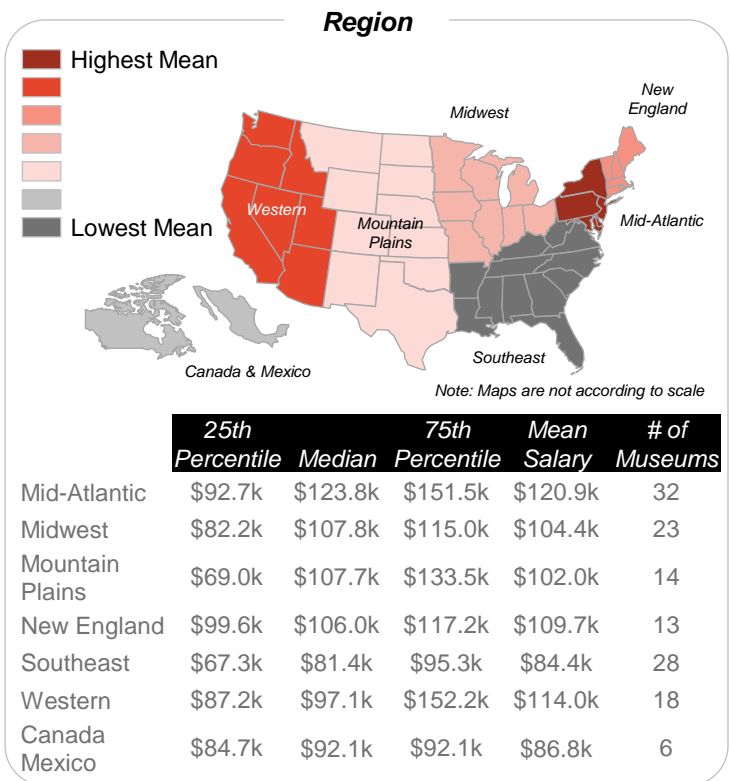 Region
Highest Mean
Lowest Mean
New
England
Midwest
Western
Mountain
Plains
Mid-Atlantic
Southeast
Canada & Mexico
Note: Maps are not according to scale
25th 75th Mean # of
Percentile Median Percentile Salary Museums
Mid-Atlantic $92.7k $123.8k $151.5k $120.9k 32
Midwest $82.2k $107.8k $115.0k $104.4k 23
Mountain
Plains $69.0k $107.7k $133.5k $102.0k 14
New England $99.6k $106.0k $117.2k $109.7k 13
Southeast $67.3k $81.4k $95.3k $84.4k 28
Western $87.2k $97.1k $152.2k $114.0k 18
Canada
Mexico $84.7k $92.1k $92.1k $86.8k 6